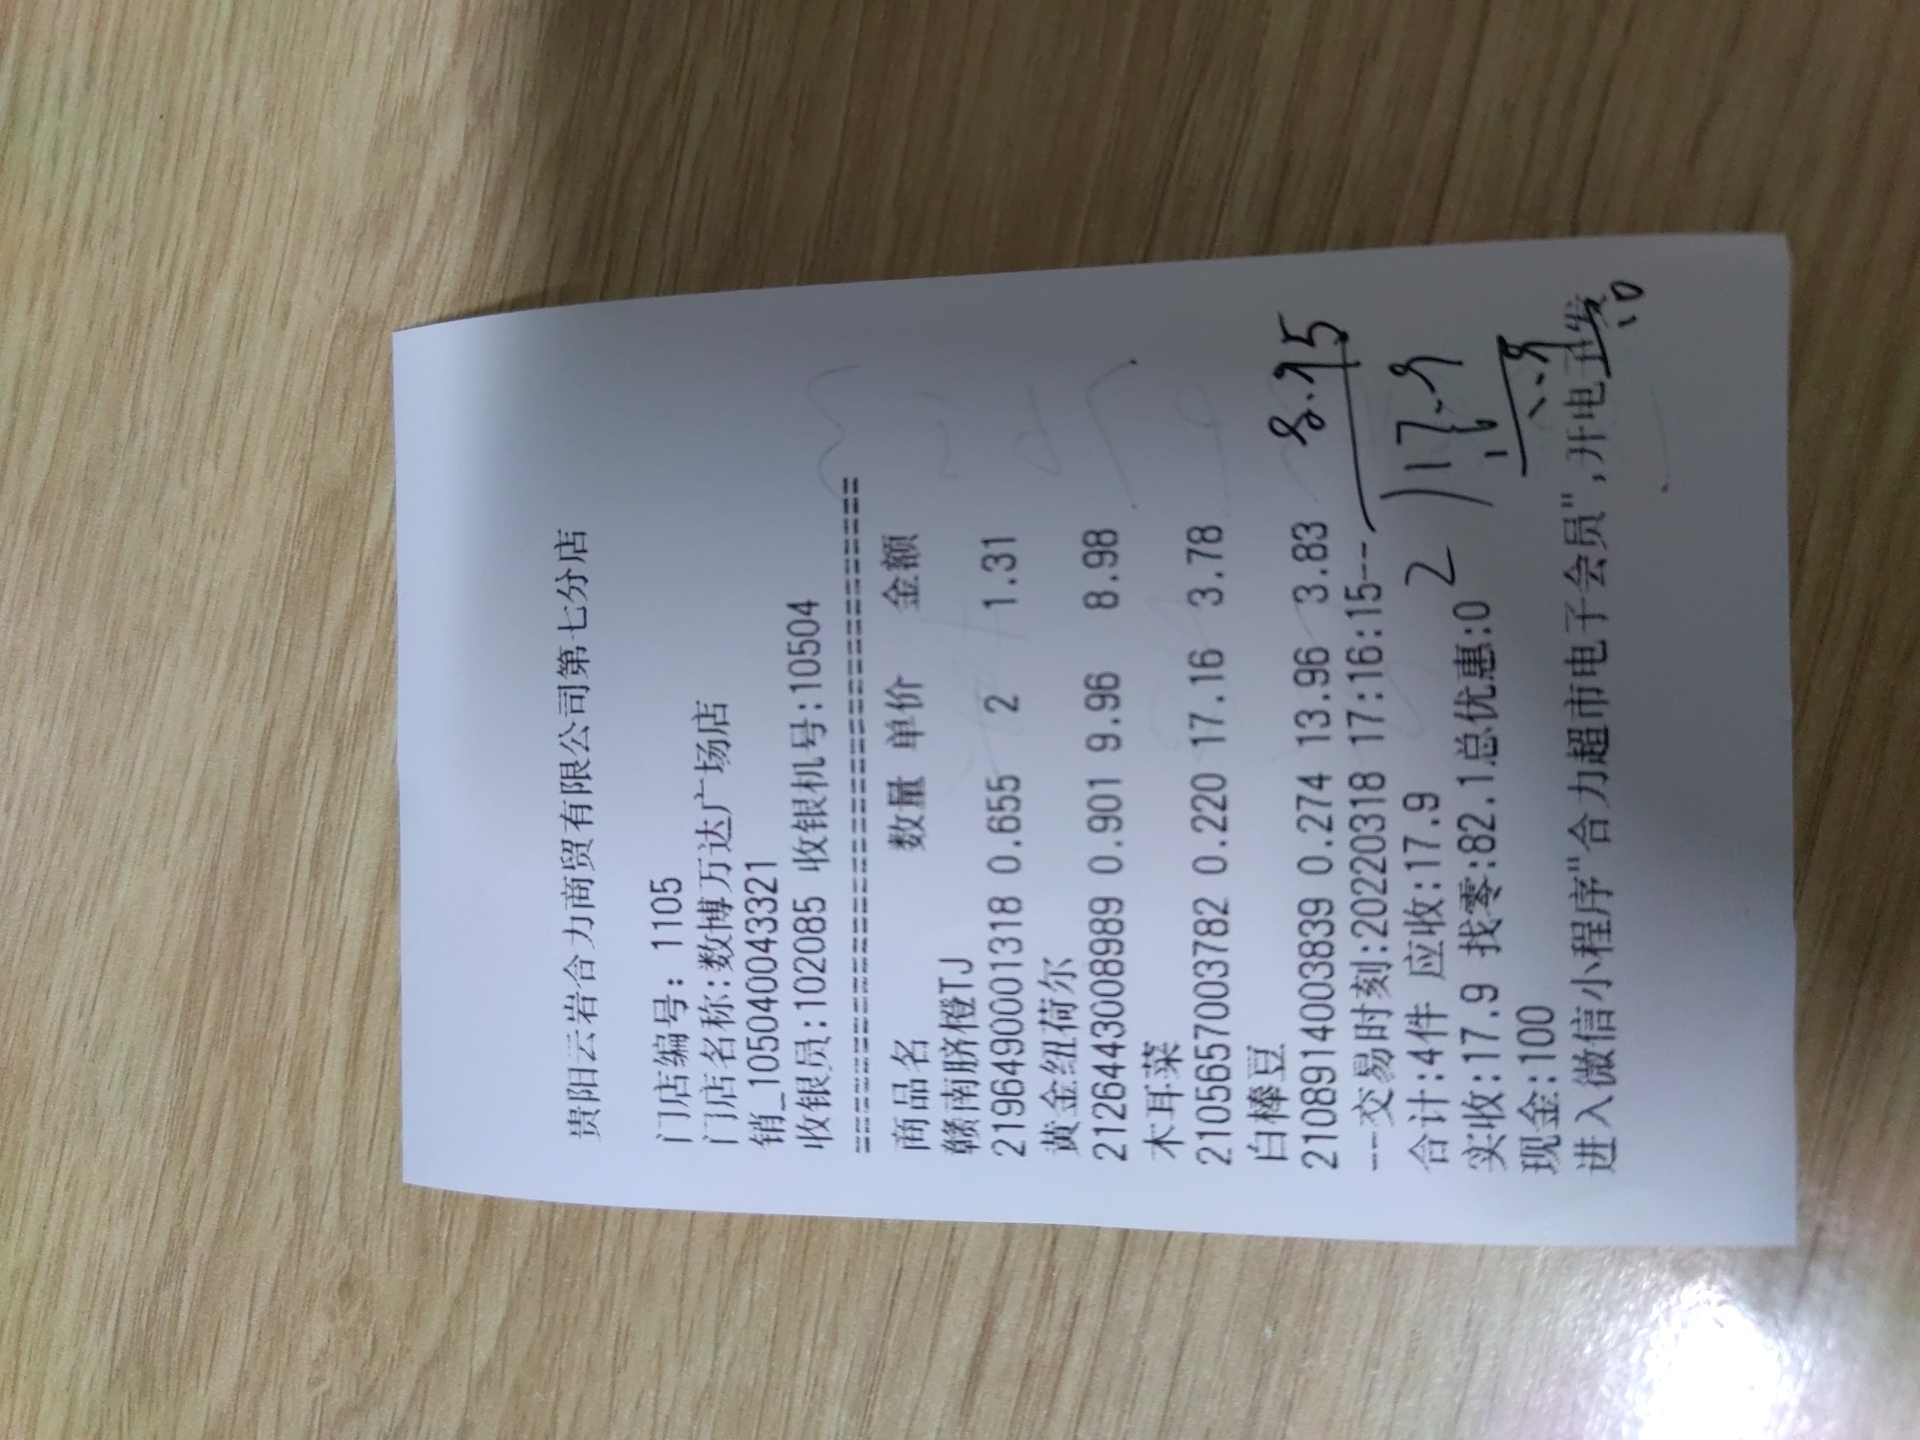 贵阳云岩合力商贸有限公司第七分店
门店编号: 1105
门店名称:数博万达广场店
销_105040043321
收银员:102085 收银机号:10504
商品名 数量 单价 金额
赣南脐橙TJ
2196490001318 0.655 2 1.31
黄金纽荷尔
2126443008989 0.901 9.96 8.98
木耳菜
2105657003782 0.220 17.16 3.78
白棒豆
2108914003839 0.274 13.96 3.83
--交易时刻:20220318 17:16:15---
合计:4件 应收:17.9
实收:17.9 找零:82.1总优惠:0
现金:100
进入微信小程序"合力超市电子会员",开电子发
8.95
2 17.9
16
1.9